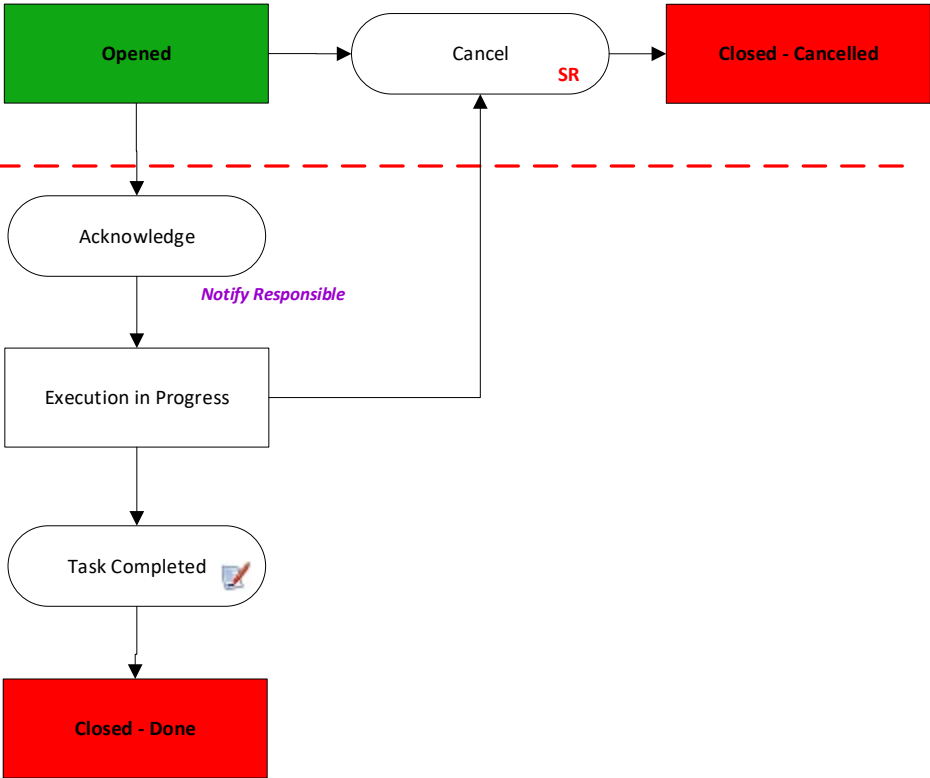 Opened
Cancel
SR
Closed - Cancelled
Acknowledge
Notify Responsible
Execution in Progress
Task Completed
Closed - Done